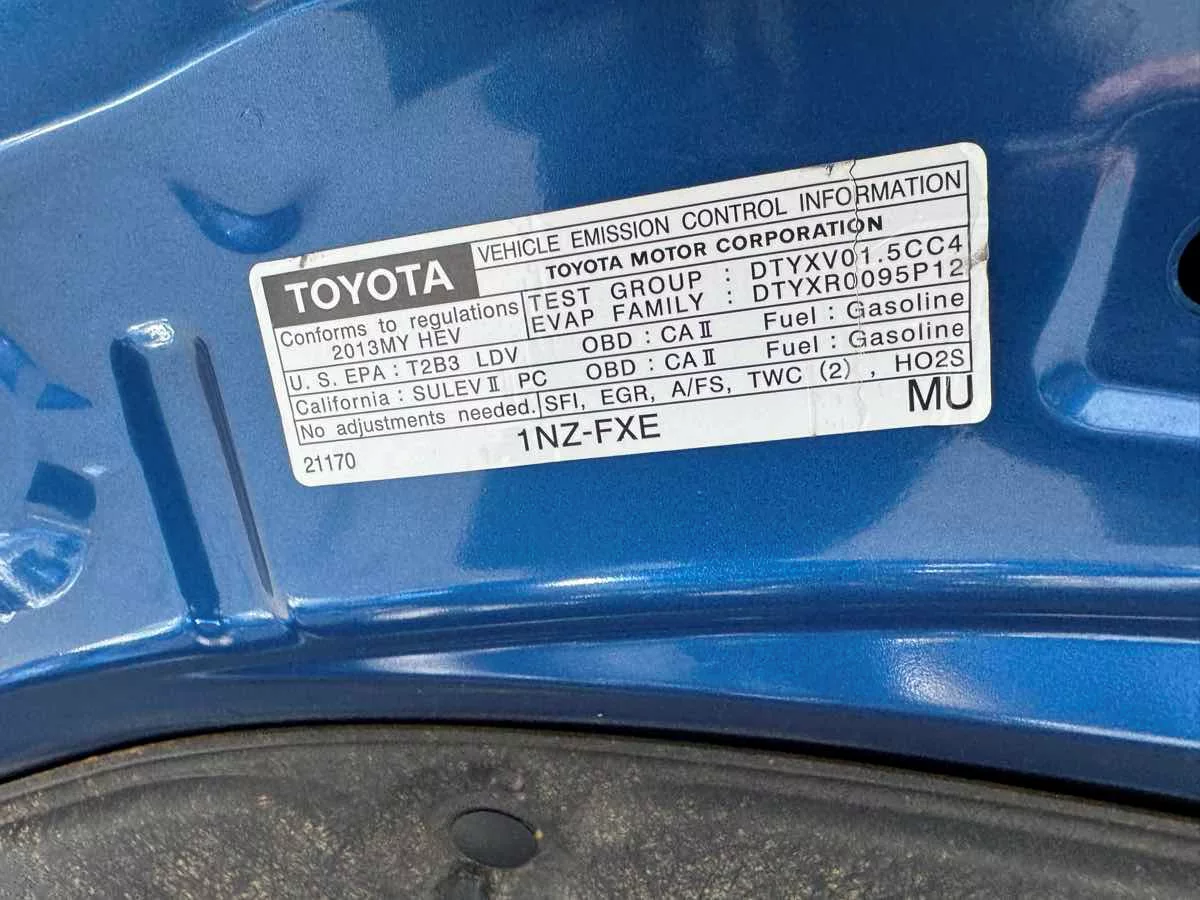 TOYOTA
VEHICLE EMISSION CONTROL INFORMATION
TOYOTA MOTOR CORPORATION
Conforms to regulations
2013MY HEV
TEST GROUP : DTYXV01.5CC4
EVAP FAMILY : DTYXR0095P12
U. S. EPA : T2B3 LDV OBD : CA II Fuel : Gasoline
California : SULEV II PC OBD : CA II Fuel : Gasoline
No adjustments needed. SFI, EGR, A/FS, TWC (2) , HO2S
21170 1NZ-FXE MU